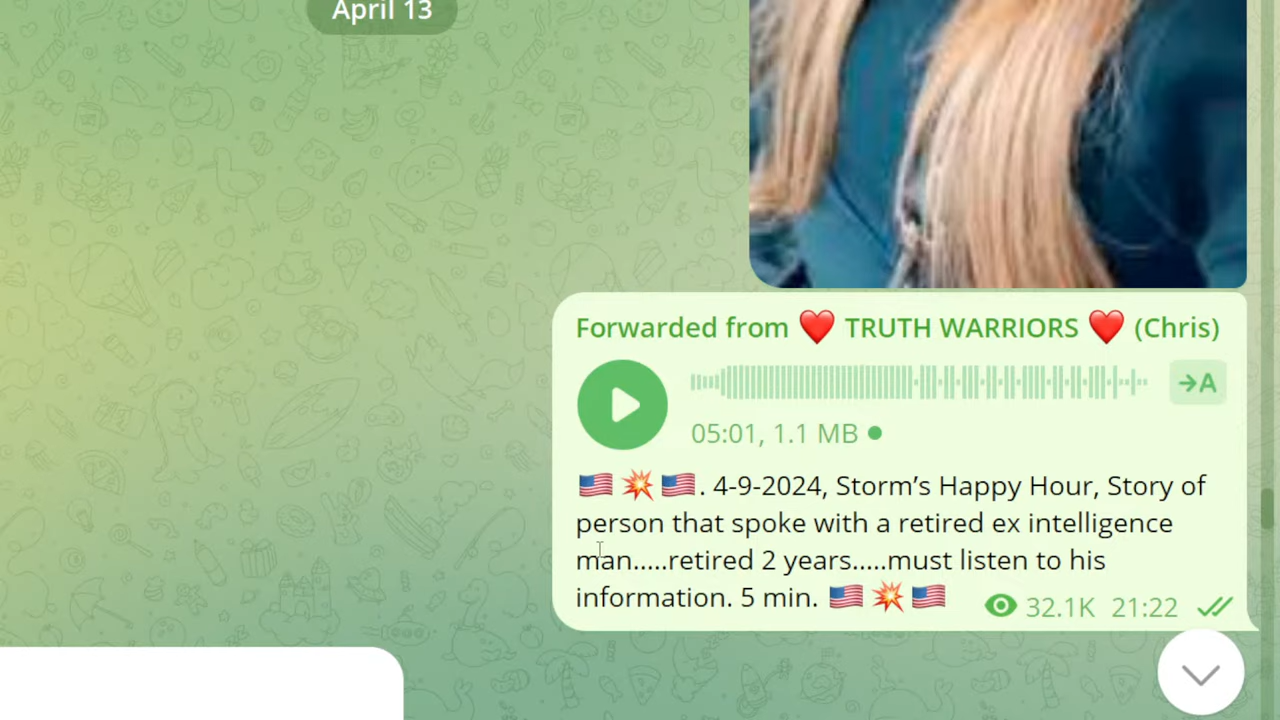 April 13
Forwarded from ❤️ TRUTH WARRIORS ❤️ (Chris)
→A
05:01, 1.1 MB
🇺🇸 💥 🇺🇸. 4-9-2024, Storm’s Happy Hour, Story of
person that spoke with a retired ex intelligence
man.....retired 2 years.....must listen to his
information. 5 min. 🇺🇸 💥 🇺🇸 32.1K 21:22